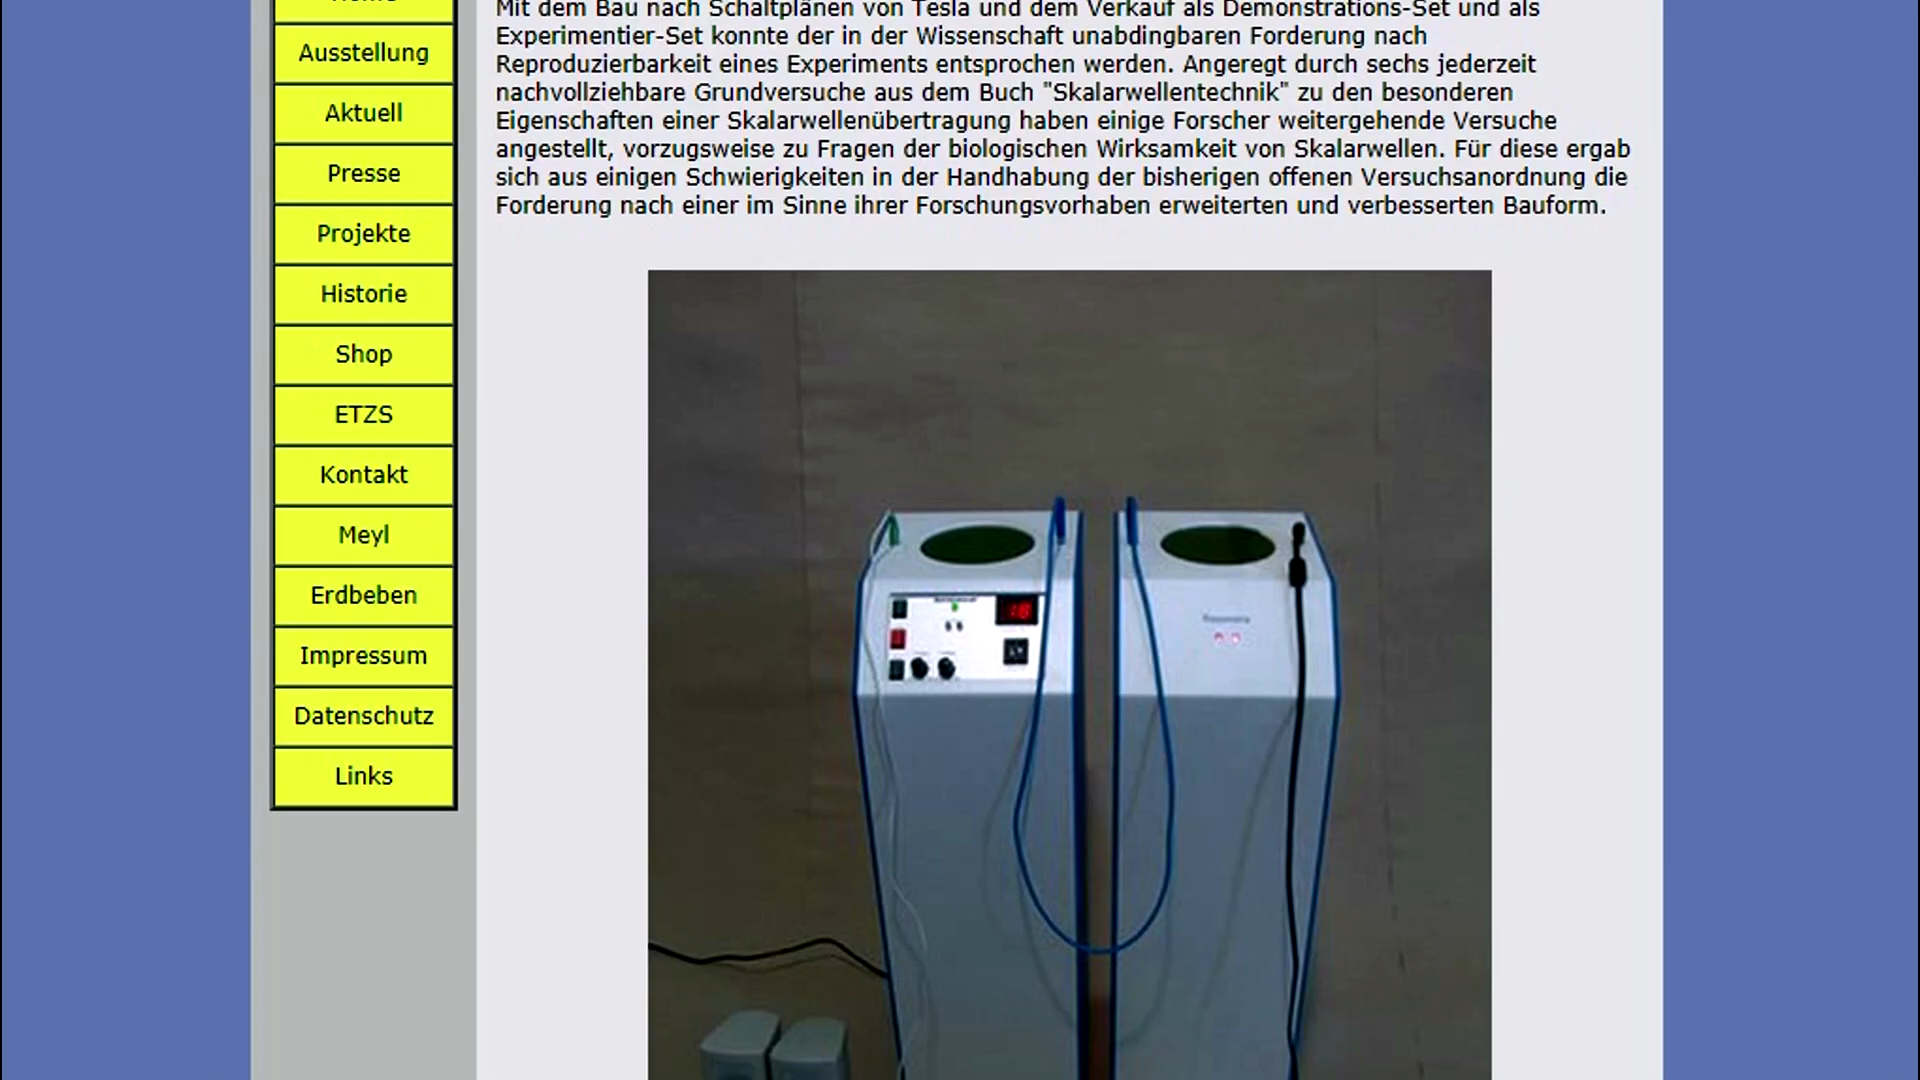 Home
Ausstellung
Aktuell
Presse
Projekte
Historie
Shop
ETZS
Kontakt
Meyl
Erdbeben
Impressum
Datenschutz
Links
Mit dem Bau nach Schaltplänen von Tesla und dem Verkauf als Demonstrations-Set und als
Experimentier-Set konnte der in der Wissenschaft unabdingbaren Forderung nach
Reproduzierbarkeit eines Experiments entsprochen werden. Angeregt durch sechs jederzeit
nachvollziehbare Grundversuche aus dem Buch "Skalarwellentechnik" zu den besonderen
Eigenschaften einer Skalarwellenübertragung haben einige Forscher weitergehende Versuche
angestellt, vorzugsweise zu Fragen der biologischen Wirksamkeit von Skalarwellen. Für diese ergab
sich aus einigen Schwierigkeiten in der Handhabung der bisherigen offenen Versuchsanordnung die
Forderung nach einer im Sinne ihrer Forschungsvorhaben erweiterten und verbesserten Bauform.